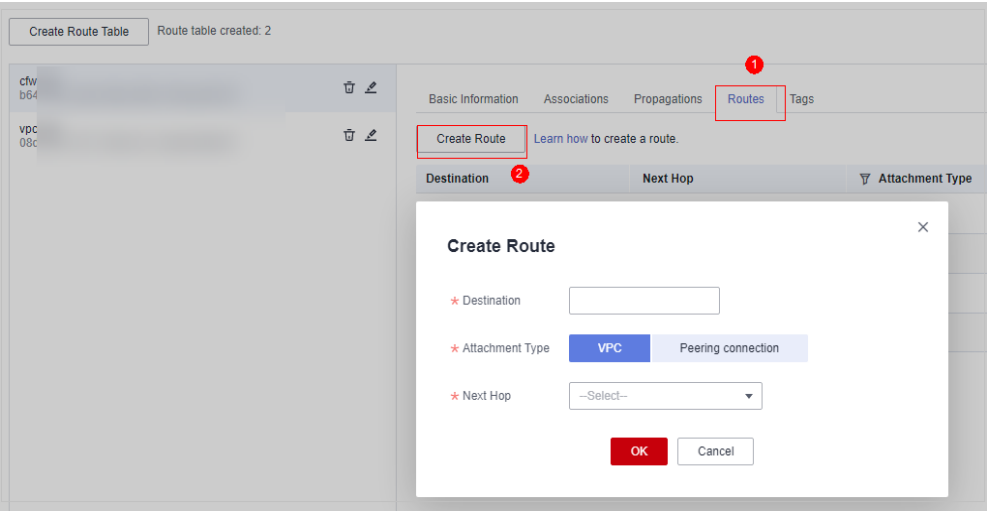 Create Route Table Route table created: 2
1
cfw
b64
Basic Information Associations Propagations Routes Tags
vpc
Create Route Learn how to create a route.
Destination 2 Next Hop Attachment Type
Create Route
* Destination
* Attachment Type VPC Peering connection
* Next Hop --Select--
OK Cancel